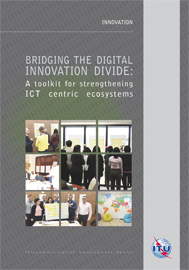 INNOVATION
BRIDGING THE DIGITAL
INNOVATION DIVIDE:
A toolkit for strengthening
ICT centric ecosystems
ITU
Telecommunication Development Sector